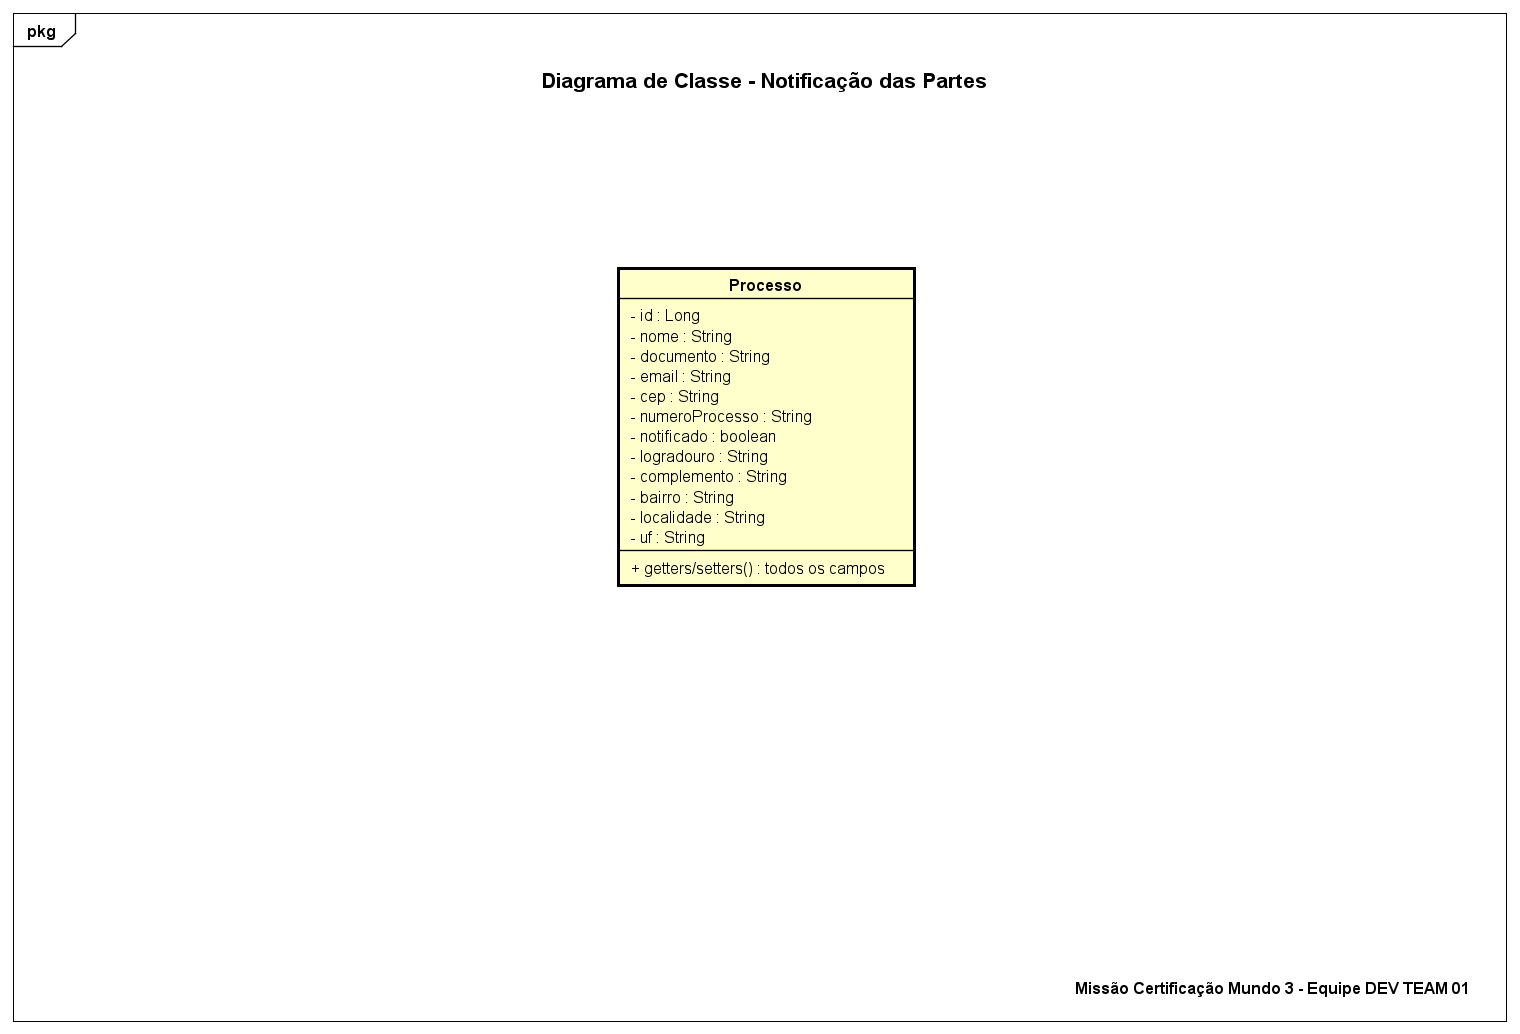 pkg
Diagrama de Classe - Notificação das Partes
Processo
- id : Long
- nome : String
- documento : String
- email : String
- cep : String
- numeroProcesso : String
- notificado : boolean
- logradouro : String
- complemento : String
- bairro : String
- localidade : String
- uf : String
+ getters/setters() : todos os campos
Missão Certificação Mundo 3 - Equipe DEV TEAM 01